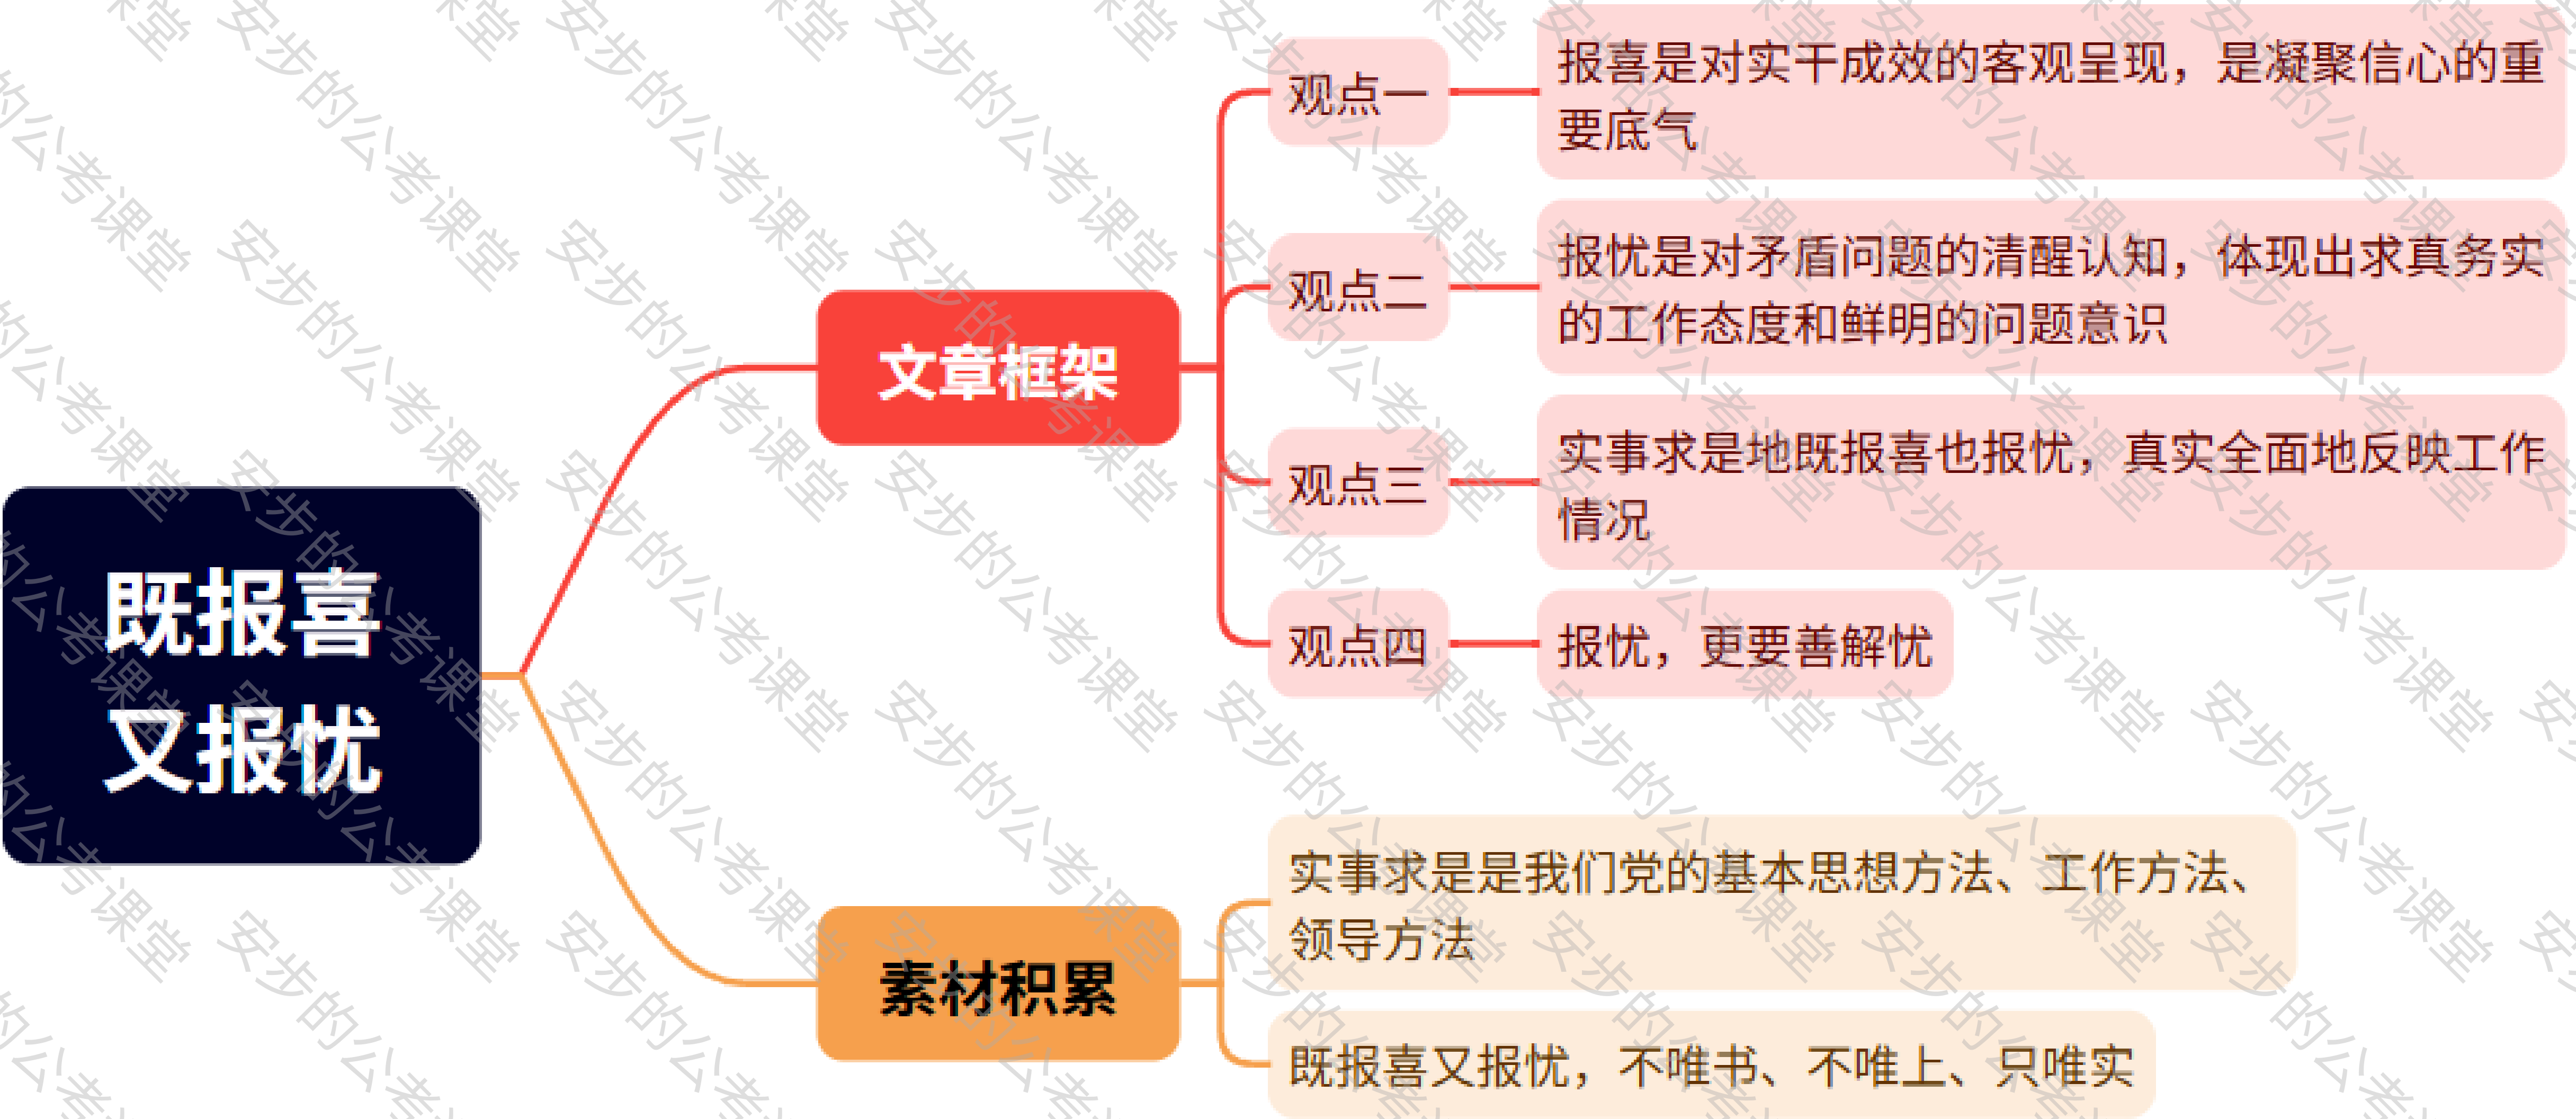 既报喜
又报忧
文章框架
观点一
报喜是对实干成效的客观呈现，是凝聚信心的重
要底气
观点二
报忧是对矛盾问题的清醒认知，体现出求真务实
的工作态度和鲜明的问题意识
观点三
实事求是地既报喜也报忧，真实全面地反映工作
情况
观点四
报忧，更要善解忧
素材积累
实事求是是我们党的基本思想方法、工作方法、
领导方法
既报喜又报忧，不唯书、不唯上、只唯实
安步的公考课堂